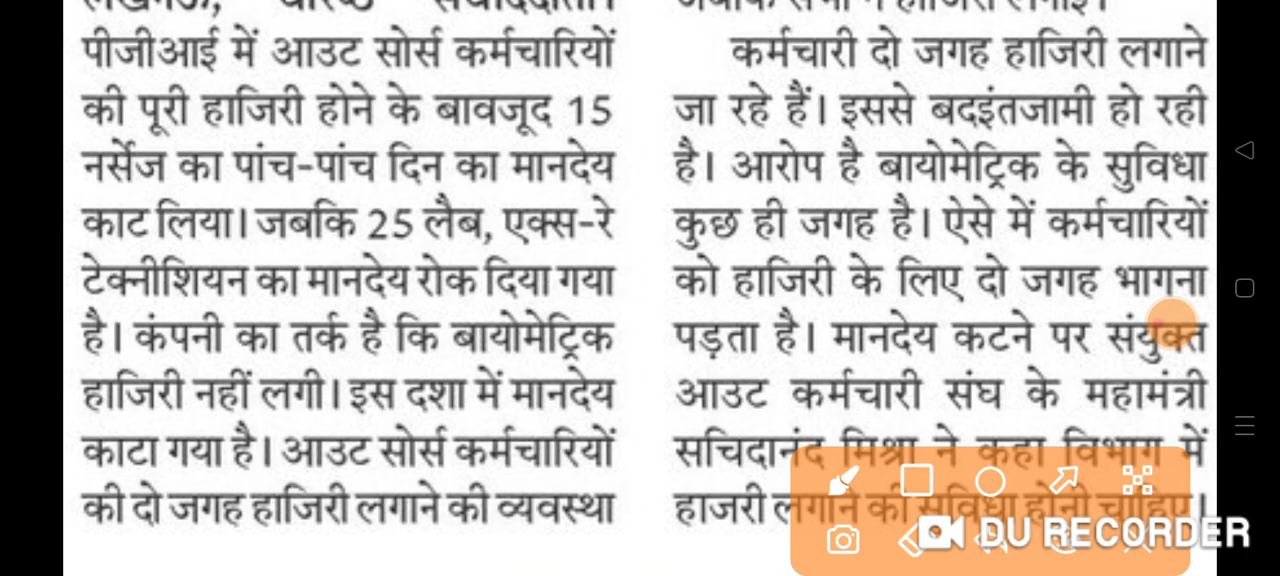 पीजीआई में आउट सोर्स कर्मचारियों
की पूरी हाजिरी होने के बावजूद 15
नर्सेज का पांच-पांच दिन का मानदेय
काट लिया। जबकि 25 लैब, एक्स-रे
टेक्नीशियन का मानदेय रोक दिया गया
है। कंपनी का तर्क है कि बायोमेट्रिक
हाजिरी नहीं लगी। इस दशा में मानदेय
काटा गया है। आउट सोर्स कर्मचारियों
की दो जगह हाजिरी लगाने की व्यवस्था
कर्मचारी दो जगह हाजिरी लगाने
जा रहे हैं। इससे बदइंतजामी हो रही
है। आरोप है बायोमेट्रिक के सुविधा
कुछ ही जगह है। ऐसे में कर्मचारियों
को हाजिरी के लिए दो जगह भागना
पड़ता है। मानदेय कटने पर संयुक्त
आउट कर्मचारी संघ के महामंत्री
सचिदानंद मिश्रा ने कहा विभाग में
हाजरी लगाने की सुविधा होनी चाहिए।
DU RECORDER